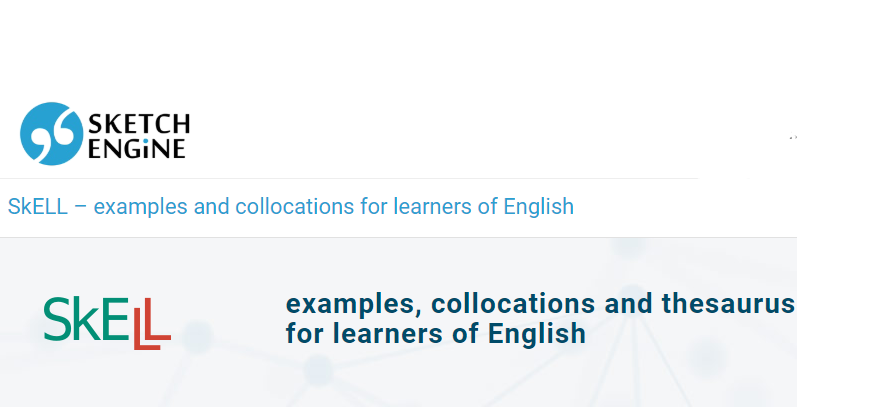 SKETCH
ENGiNE
SkELL – examples and collocations for learners of English
SkELL
examples, collocations and thesaurus
for learners of English